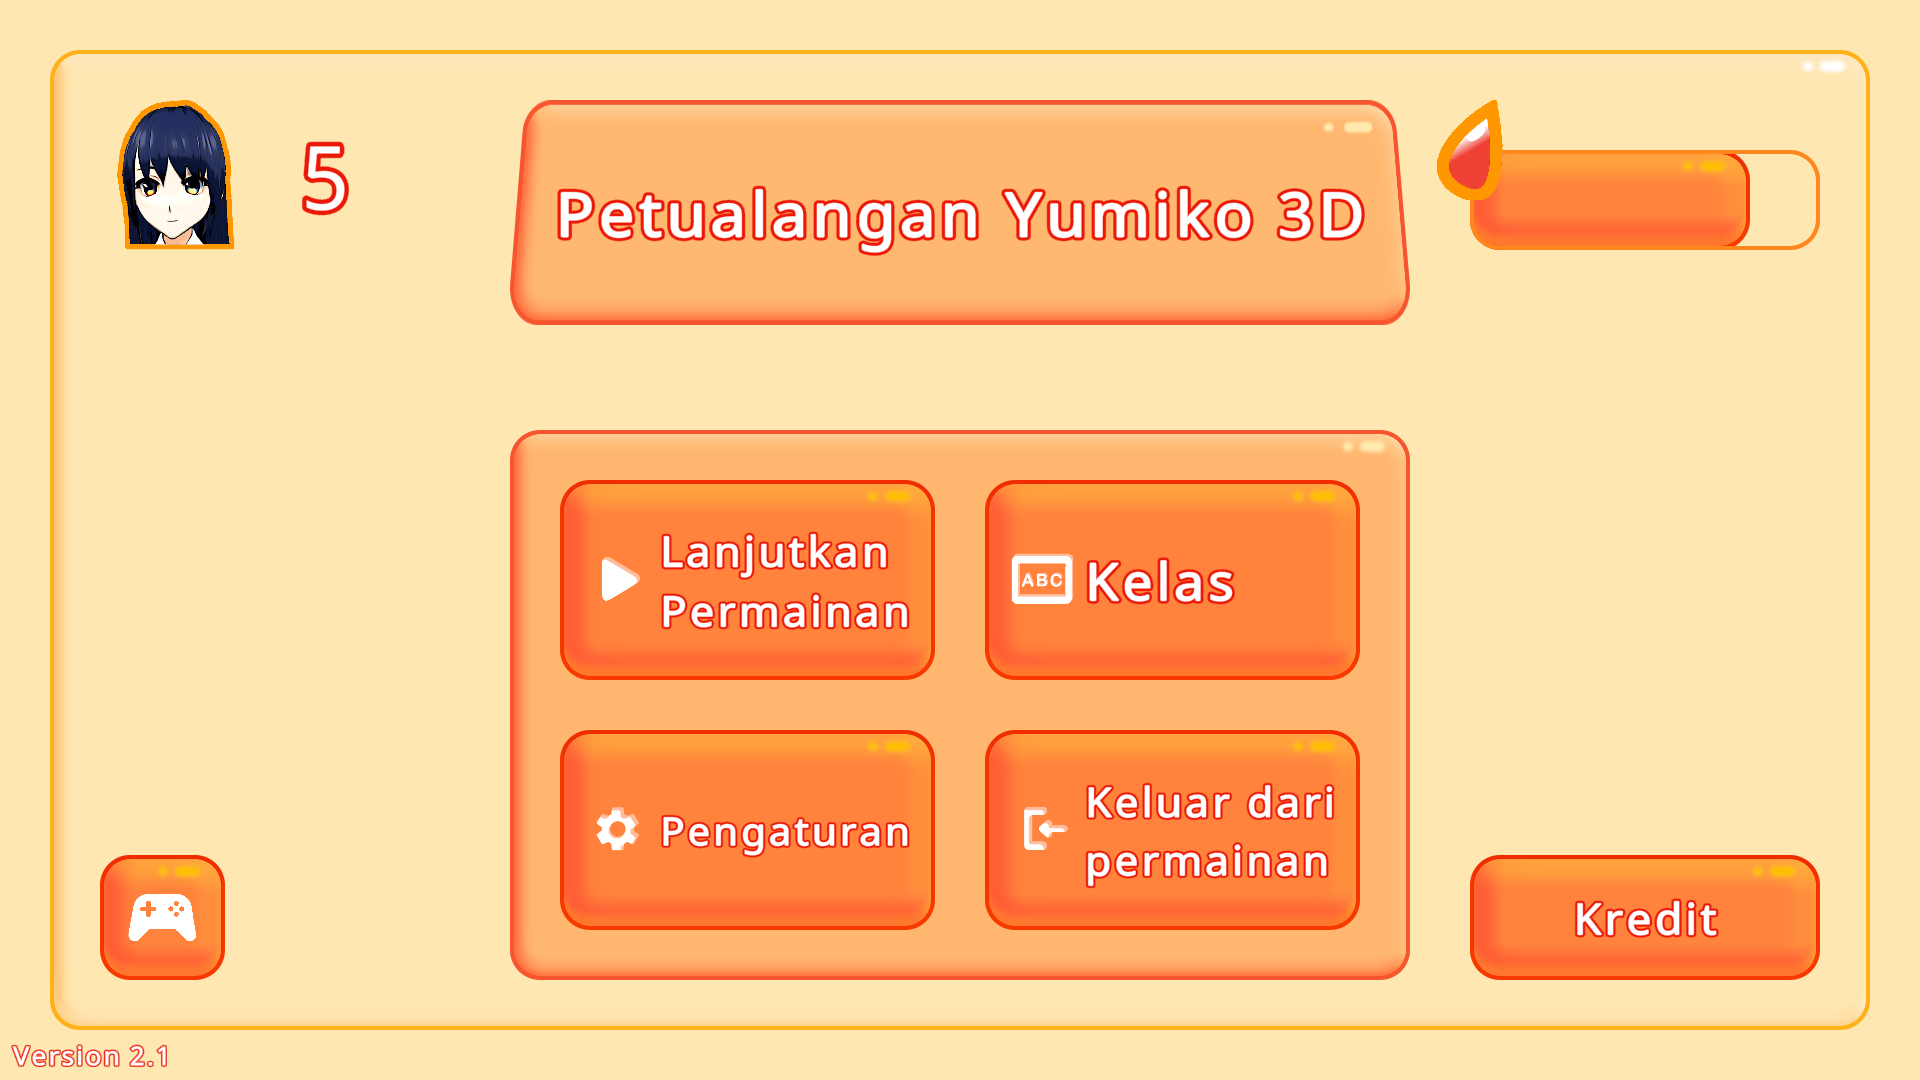 5
Petualangan Yumiko 3D
Lanjutkan
Permainan
ABC
Kelas
Pengaturan
Keluar dari
permainan
Kredit
Version 2.1